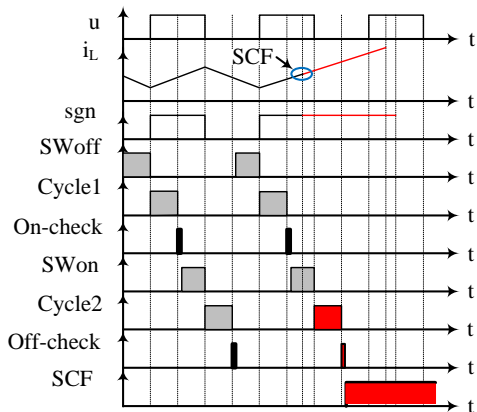 u
t
i_L
SCF
t
sgn
t
SWoff
t
Cycle1
t
On-check
t
SWon
t
Cycle2
t
Off-check
t
SCF
t